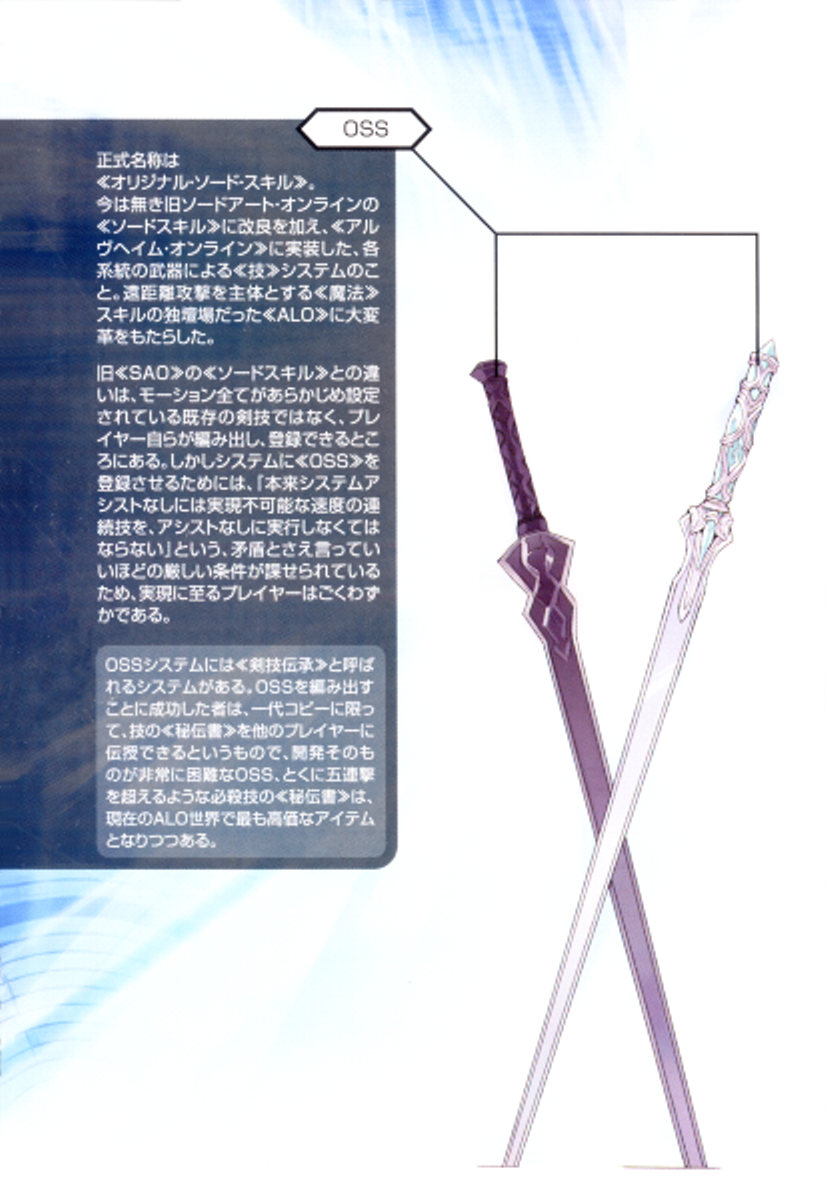 OSS
正式名称は
≪オリジナル・ソード・スキル≫。
今は無き旧ソードアート・オンラインの
≪ソードスキル≫に改良を加え、≪アル
ヴヘイム・オンライン≫に実装した、各
系統の武器による≪技≫システムのこ
と。遠距離攻撃を主体とする≪魔法≫
スキルの独壇場だった≪ALO≫に大変
革をもたらした。
旧≪SAO≫の≪ソードスキル≫との違
いは、モーション全てがあらかじめ設定
されている既存の剣技ではなく、プレ
イヤー自らが編み出し、登録できるとこ
ろにある。しかしシステムに≪OSS≫を
登録させるためには、「本来システムア
シストなしには実現不可能な速度の連
続技を、アシストなしに実行しなくては
ならない」という、矛盾とさえ言ってい
いほどの厳しい条件が課せられている
ため、実現に至るプレイヤーはごくわず
かである。
OSSシステムには≪剣技伝承≫と呼ば
れるシステムがある。OSSを編み出す
ことに成功した者は、一代コピーに限っ
て、技の≪秘伝書≫を他のプレイヤーに
伝授できるというもので、開発そのも
のが非常に困難なOSS、とくに五連撃
を超えるような必殺技の≪秘伝書≫は、
現在のALO世界で最も高価なアイテム
となりつつある。